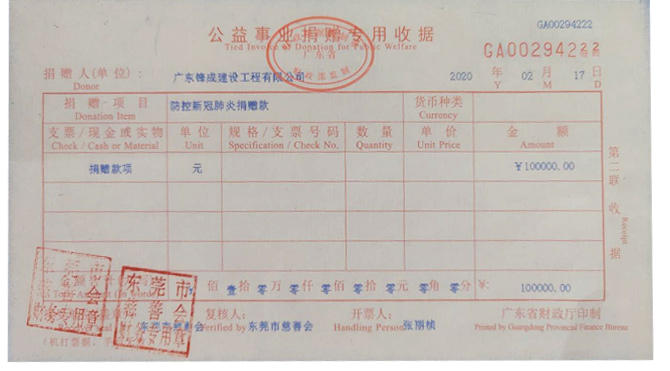 GA00294222
公益事业捐赠专用收据
Tied Invoice of Donation for Public Welfare
GA00294222
广东省
捐赠人(单位): 广东锋成建设工程有限公司 2020 年 02 月 17 日
Donor Y M D
捐赠项目 防控新冠肺炎捐赠款 货币种类
Donation Item Currency
支票/现金或实物 单位 规格/支票号码 数量 单价 金额
Check / Cash or Material Unit Specification / Check No. Quantity Unit Price Amount
捐赠款项 元 ￥100000.00
第二联 收据
Receipt
佰 壹拾 零万 零仟 零佰 零拾 零元 零角 零分 ￥: 100000.00
东莞市
慈善会
财务专用章
复核人: 开票人: 广东省财政厅印制
Verified by 东莞市慈善会 Handling Person 张丽桢 Printed by Guangdong Provincial Finance Bureau